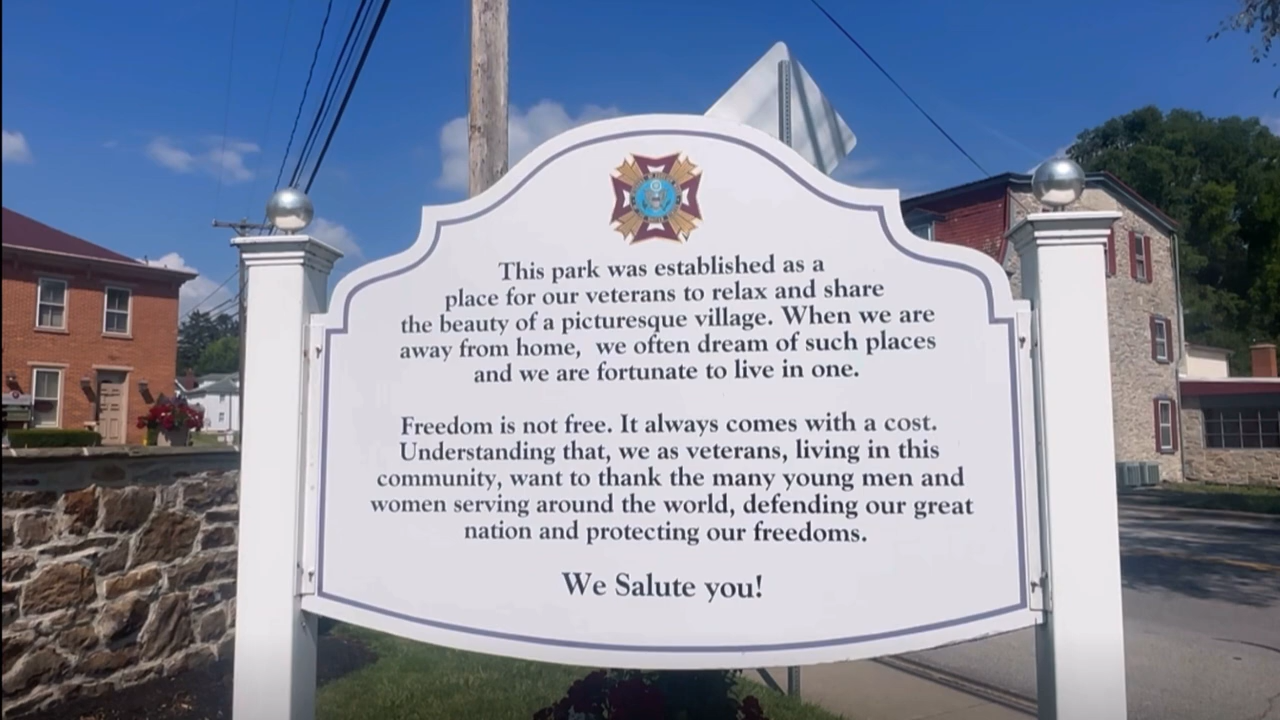 This park was established as a
place for our veterans to relax and share
the beauty of a picturesque village. When we are
away from home, we often dream of such places
and we are fortunate to live in one.
Freedom is not free. It always comes with a cost.
Understanding that, we as veterans, living in this
community, want to thank the many young men and
women serving around the world, defending our great
nation and protecting our freedoms.
We Salute you!